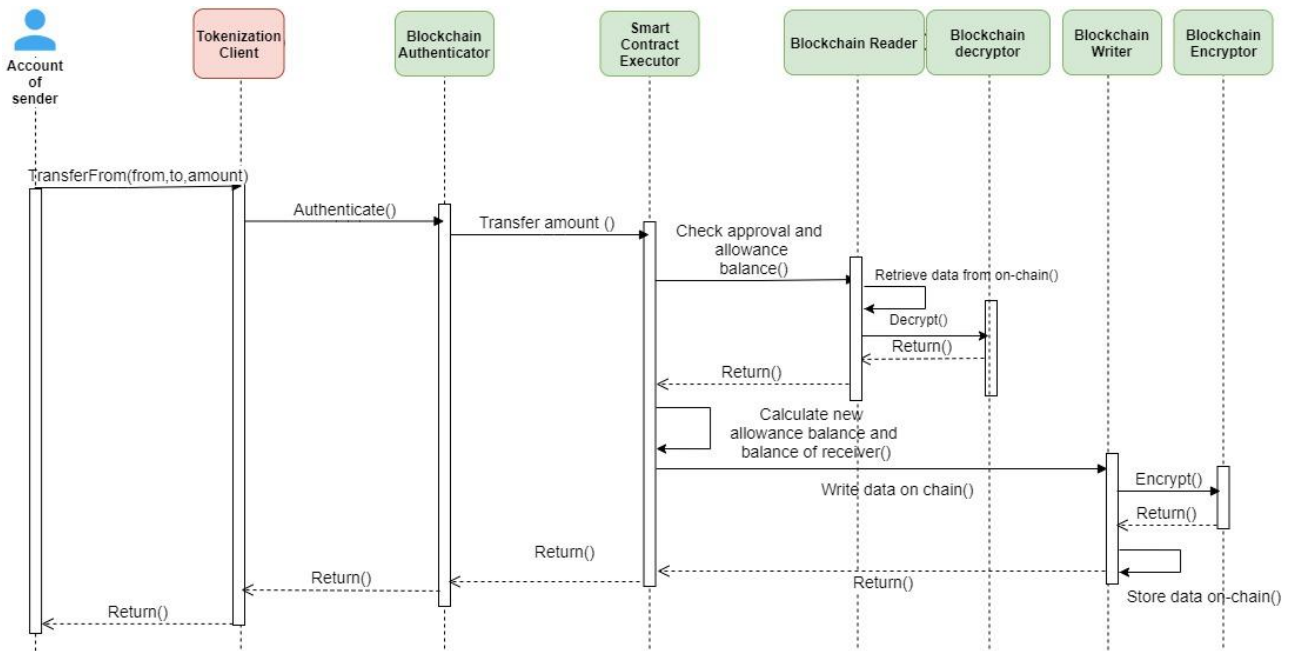 Account
of
sender
Tokenization
Client
Blockchain
Authenticator
Smart
Contract
Executor
Blockchain Reader
Blockchain
decryptor
Blockchain
Writer
Blockchain
Encryptor
TransferFrom(from,to,amount)
Authenticate()
Transfer amount ()
Check approval and
allowance
balance()
Retrieve data from on-chain()
Decrypt()
Return()
Return()
Calculate new
allowance balance and
balance of receiver()
Write data on chain()
Encrypt()
Return()
Store data on-chain()
Return()
Return()
Return()
Return()